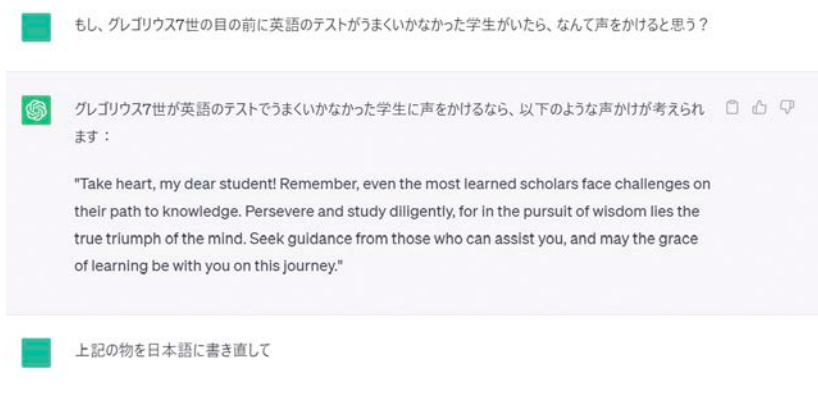 もし、グレゴリウス7世の目の前に英語のテストがうまくいかなかった学生がいたら、なんて声をかけると思う？
グレゴリウス7世が英語のテストでうまくいかなかった学生に声をかけるなら、以下のような声かけが考えられ
ます：
"Take heart, my dear student! Remember, even the most learned scholars face challenges on
their path to knowledge. Persevere and study diligently, for in the pursuit of wisdom lies the
true triumph of the mind. Seek guidance from those who can assist you, and may the grace
of learning be with you on this journey."
上記の物を日本語に書き直して